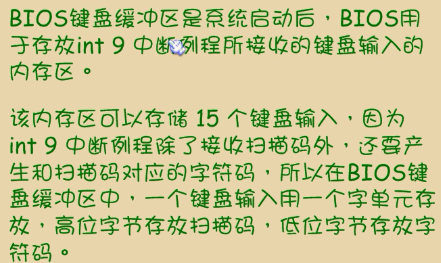 BIOS键盘缓冲区是系统启动后，BIOS用
于存放int 9 中断例程所接收的键盘输入的
内存区。
该内存区可以存储 15 个键盘输入，因为
int 9 中断例程除了接收扫描码外，还要产
生和扫描码对应的字符码，所以在BIOS键
盘缓冲区中，一个键盘输入用一个字单元存
放，高位字节存放扫描码，低位字节存放字
符码。